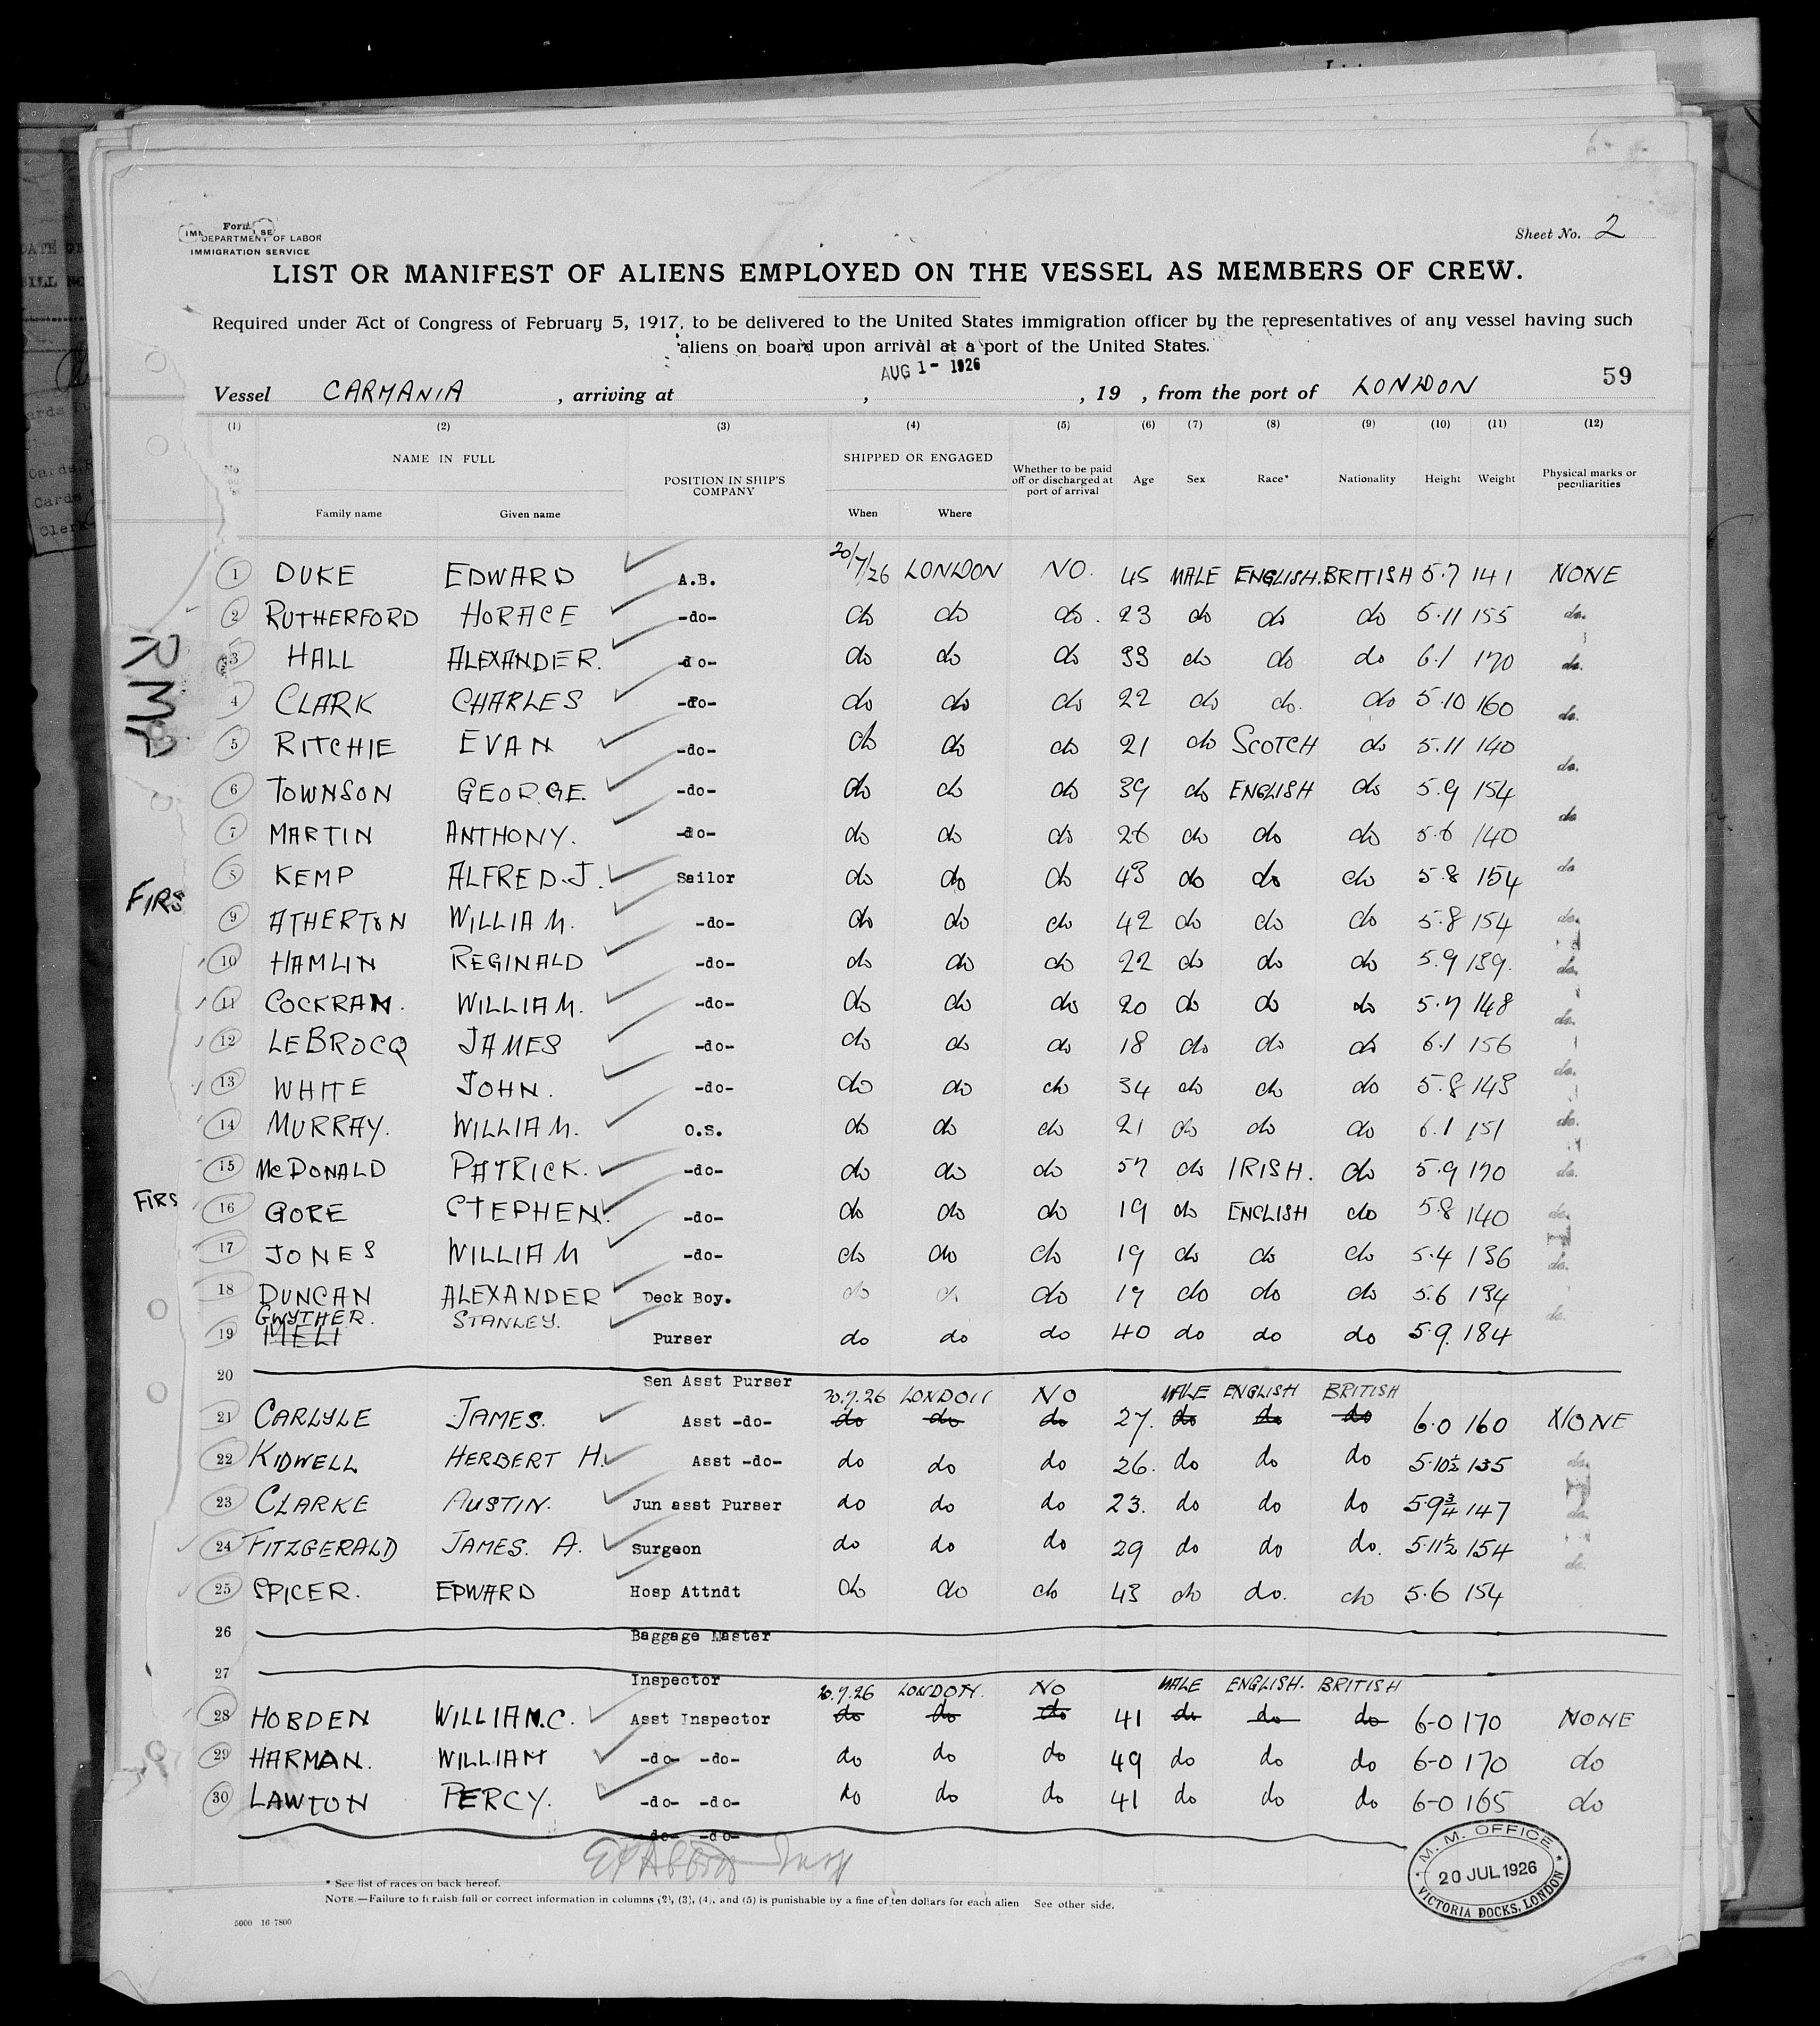 Form
DEPARTMENT OF LABOR
IMMIGRATION SERVICE
Sheet No. 2
LIST OR MANIFEST OF ALIENS EMPLOYED ON THE VESSEL AS MEMBERS OF CREW.
Required under Act of Congress of February 5, 1917, to be delivered to the United States immigration officer by the representatives of any vessel having such
aliens on board upon arrival at a port of the United States.
AUG 1 - 1926
59
Vessel CARMANIA , arriving at , , 19 , from the port of LONDON
(1) (2) (3) (4) (5) (6) (7) (8) (9) (10) (11) (12)
NAME IN FULL POSITION IN SHIP'S COMPANY SHIPPED OR ENGAGED Whether to be paid off or discharged at port of arrival Age Sex Race* Nationality Height Weight Physical marks or peculiarities
Family name Given name When Where
1 DUKE EDWARD A.B. 20/7/26 LONDON NO. 45 MALE ENGLISH. BRITISH 5.7 141 NONE
2 RUTHERFORD HORACE -do- do do do. 23 do do do 5.11 155 do.
3 HALL ALEXANDER. -do- do do do 33 do do do 6.1 170 do.
4 CLARK CHARLES -do- do do do 22 do do. do 5.10 160 do.
5 RITCHIE EVAN -do- do do do 21 do SCOTCH do 5.11 140 do.
6 TOWNSON GEORGE. -do- do do do 39 do ENGLISH do 5.9 154 do
7 MARTIN ANTHONY. -do- do do do 26 do do do 5.6 140
8 KEMP ALFRED.J. Sailor do do do 43 do do do 5.8 154 do
9 ATHERTON WILLIAM. -do- do do do 42 do do do 5.8 154 do.
10 HAMLIN REGINALD -do- do do do 22 do do do 5.9 139. do.
11 COCKRAM. WILLIAM. -do- do do do 20 do do do 5.7 148 do.
12 LEBROCQ JAMES -do- do do do 18 do do do 6.1 156
13 WHITE JOHN. -do- do do do 34 do do do 5.8 143 do.
14 MURRAY. WILLIAM. O.S. do do do 21 do do do 6.1 151 do.
15 McDONALD PATRICK. -do- do do do 57 do IRISH. do 5.9 170 do.
16 GORE STEPHEN. -do- do do do 19 do ENGLISH do 5.8 140 do.
17 JONES WILLIAM -do- do do do 19 do do do 5.4 136 do.
18 DUNCAN ALEXANDER Deck Boy. do do do 19 do do do 5.6 134
GWYTHER. STANLEY. do.
19 MELI Purser do do do 40 do do do 5.9. 184
20 Sen Asst Purser
20.7.26 LONDON NO MALE ENGLISH BRITISH
21 CARLYLE JAMES. Asst -do- do do do 27. do do do 6.0 160 NONE
22 KIDWELL HERBERT H. Asst -do- do do do 26. do do do 5.10½ 135 do.
23 CLARKE AUSTIN. Jun asst Purser do do do 23. do do do 5.9¾ 147 do.
24 FITZGERALD JAMES. A. Surgeon do do do 29 do do do. 5.11½ 154 do.
25 SPICER. EDWARD Hosp Attndt do do do 43 do do. do 5.6 154
26 Baggage Master
27 Inspector
20.7.26 LONDON. NO MALE ENGLISH. BRITISH
28 HOBDEN WILLIAM.C. Asst Inspector do do do 41 do do do 6-0 170 NONE
29 HARMAN. WILLIAM -do- -do- do do do 49 do do do 6-0 170 do
30 LAWTON PERCY. -do- -do- do do do 41 do do do 6-0 165 do
-do- -do-
RMP
FIRS
FIRS
M. M. OFFICE
20 JUL 1926
VICTORIA DOCKS, LONDON
* See list of races on back hereof.
NOTE.—Failure to furnish full or correct information in columns (2), (3), (4), and (5) is punishable by a fine of ten dollars for each alien See other side.
5000 16-7800